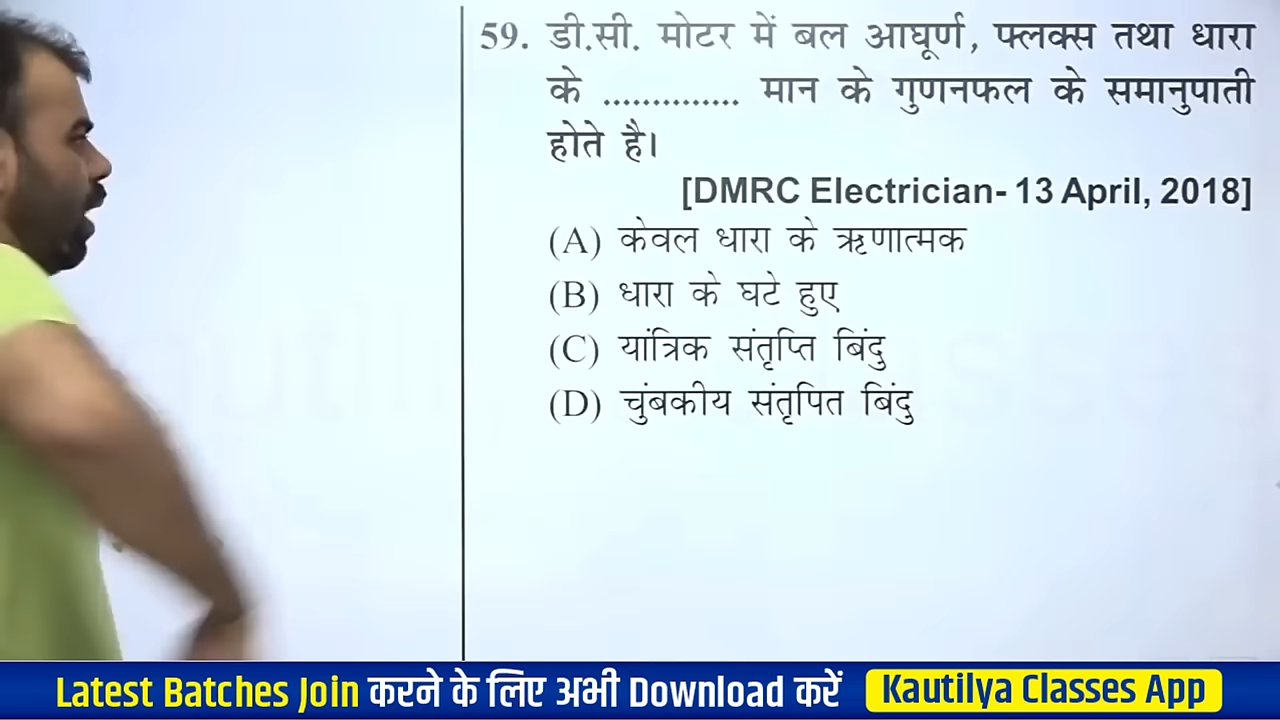 59. डी.सी. मोटर में बल आघूर्ण, फ्लक्स तथा धारा
के .............. मान के गुणनफल के समानुपाती
होते है।
[DMRC Electrician- 13 April, 2018]
(A) केवल धारा के ऋणात्मक
(B) धारा के घटे हुए
(C) यांत्रिक संतृप्ति बिंदु
(D) चुंबकीय संतृपित बिंदु
Latest Batches Join करने के लिए अभी Download करें Kautilya Classes App